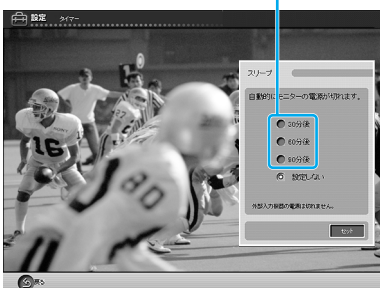 設定 タイマー
スリープ
自動的にモニターの電源が切れます。
30分後
60分後
90分後
設定しない
外部入力機器の電源は切れません。
セット
戻る
16
80